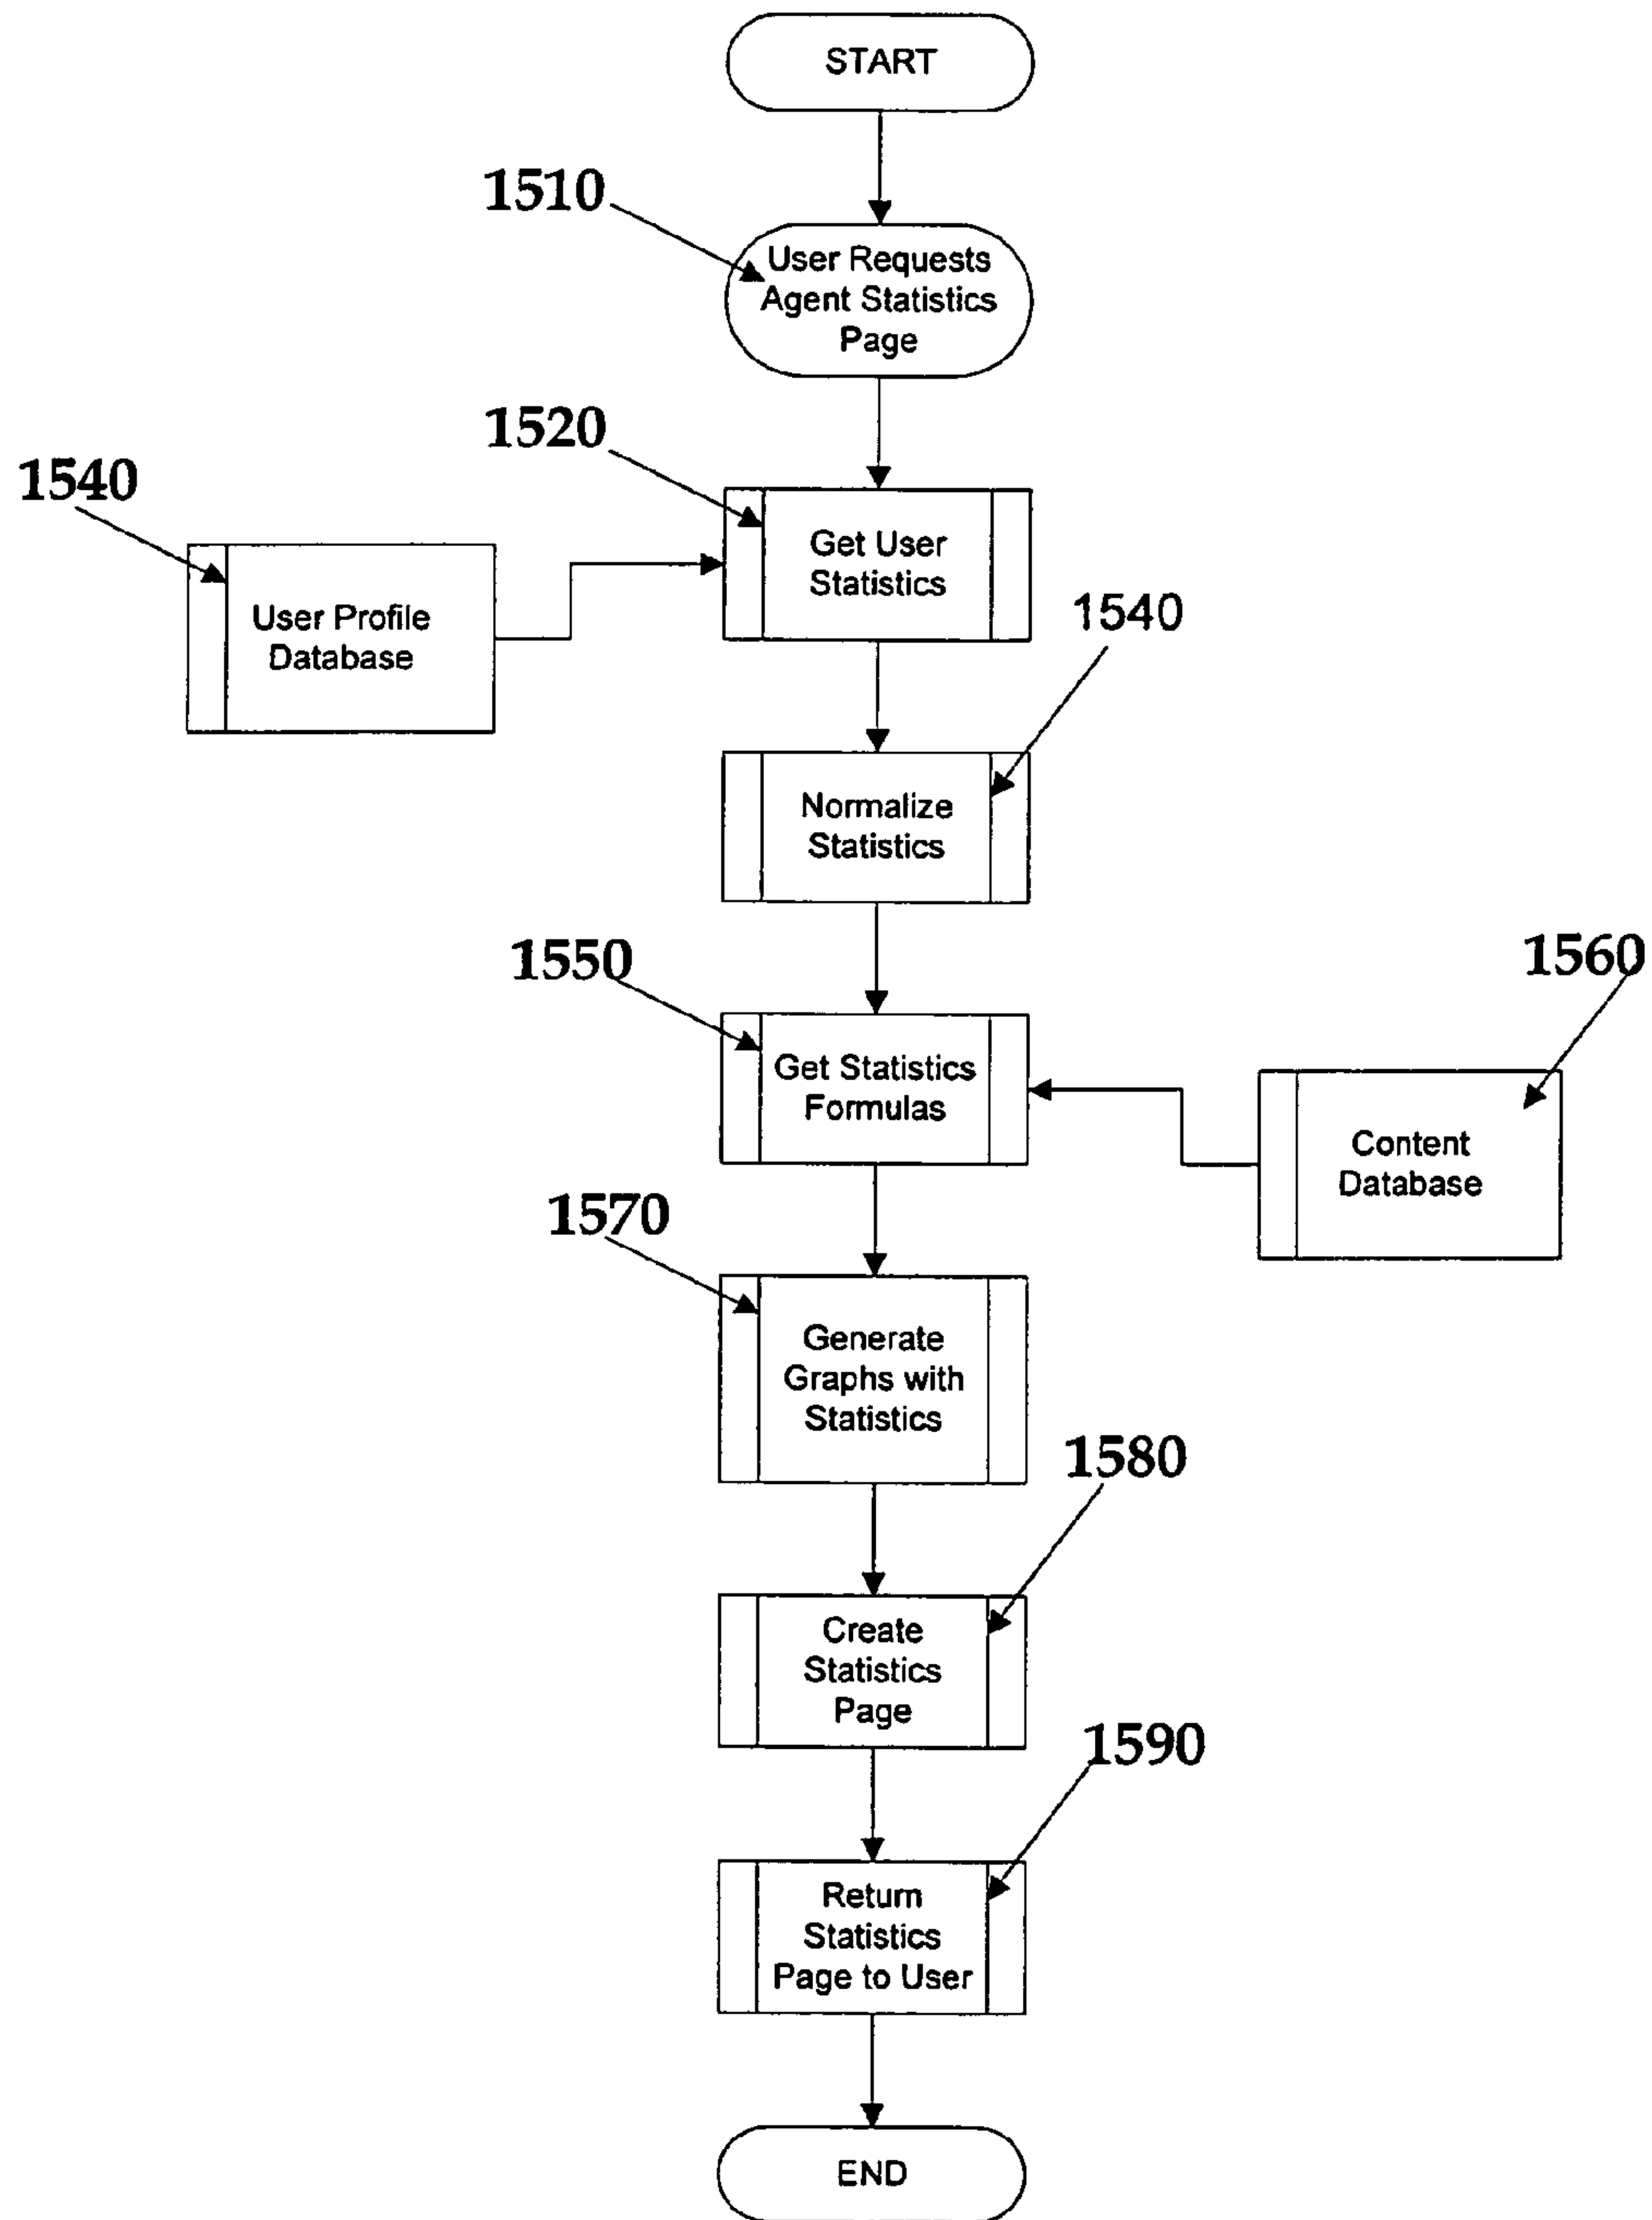 START
1510
User Requests
Agent Statistics
Page
1520
1540
Get User
Statistics
User Profile
Database
1540
Normalize
Statistics
1550
1560
Get Statistics
Formulas
Content
Database
1570
Generate
Graphs with
Statistics
1580
Create
Statistics
Page
1590
Return
Statistics
Page to User
END